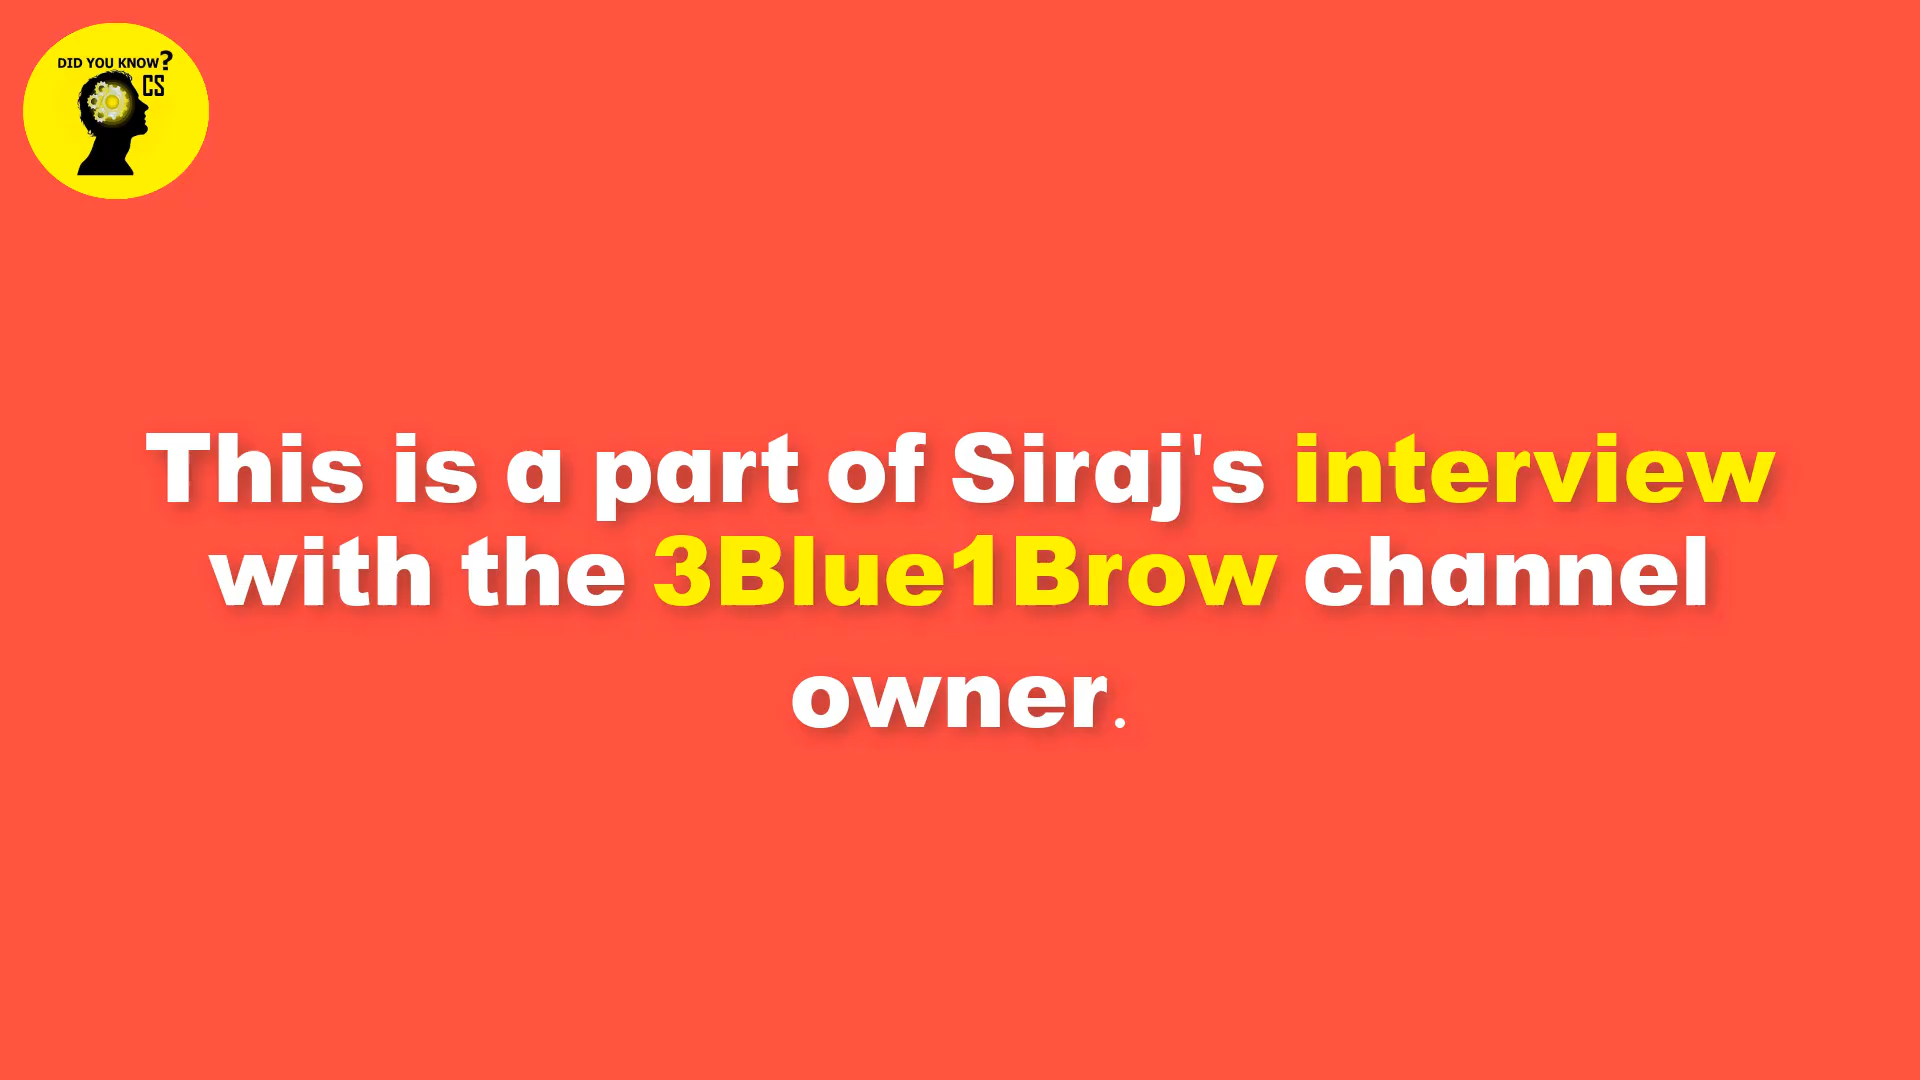 DID YOU KNOW?
CS
This is a part of Siraj's interview
with the 3Blue1Brow channel
owner.